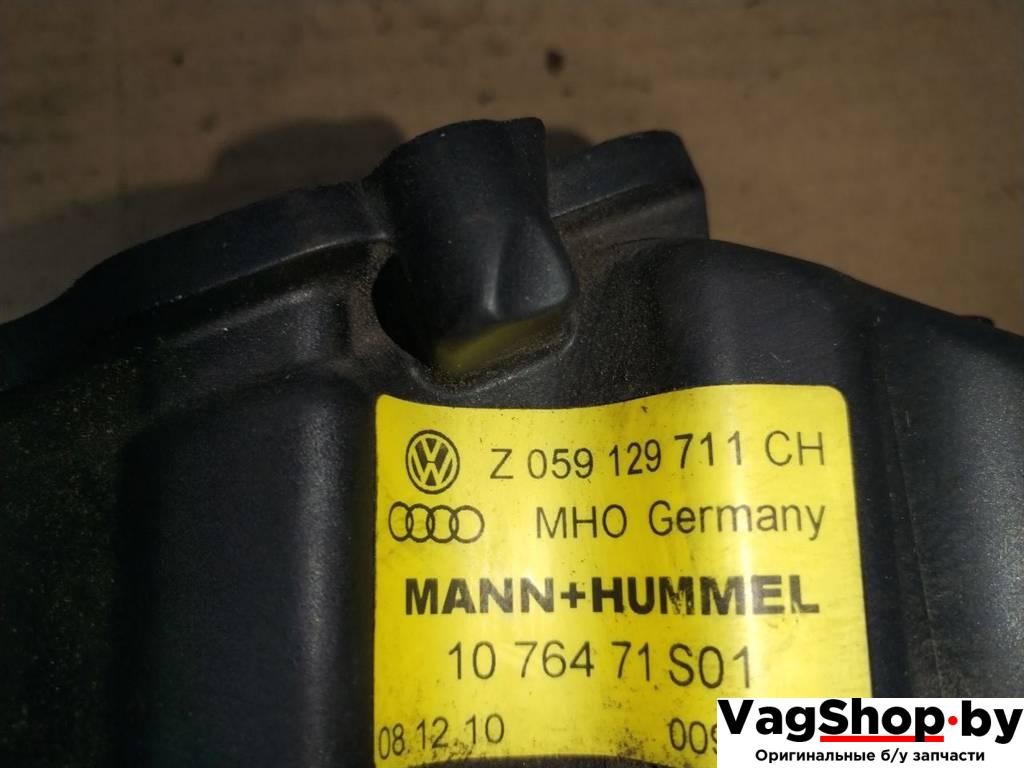 Z 059 129 711 CH
MHO Germany
MANN+HUMMEL
10 764 71 S01
08.12.10 009
VagShop.by
Оригинальные б/у запчасти